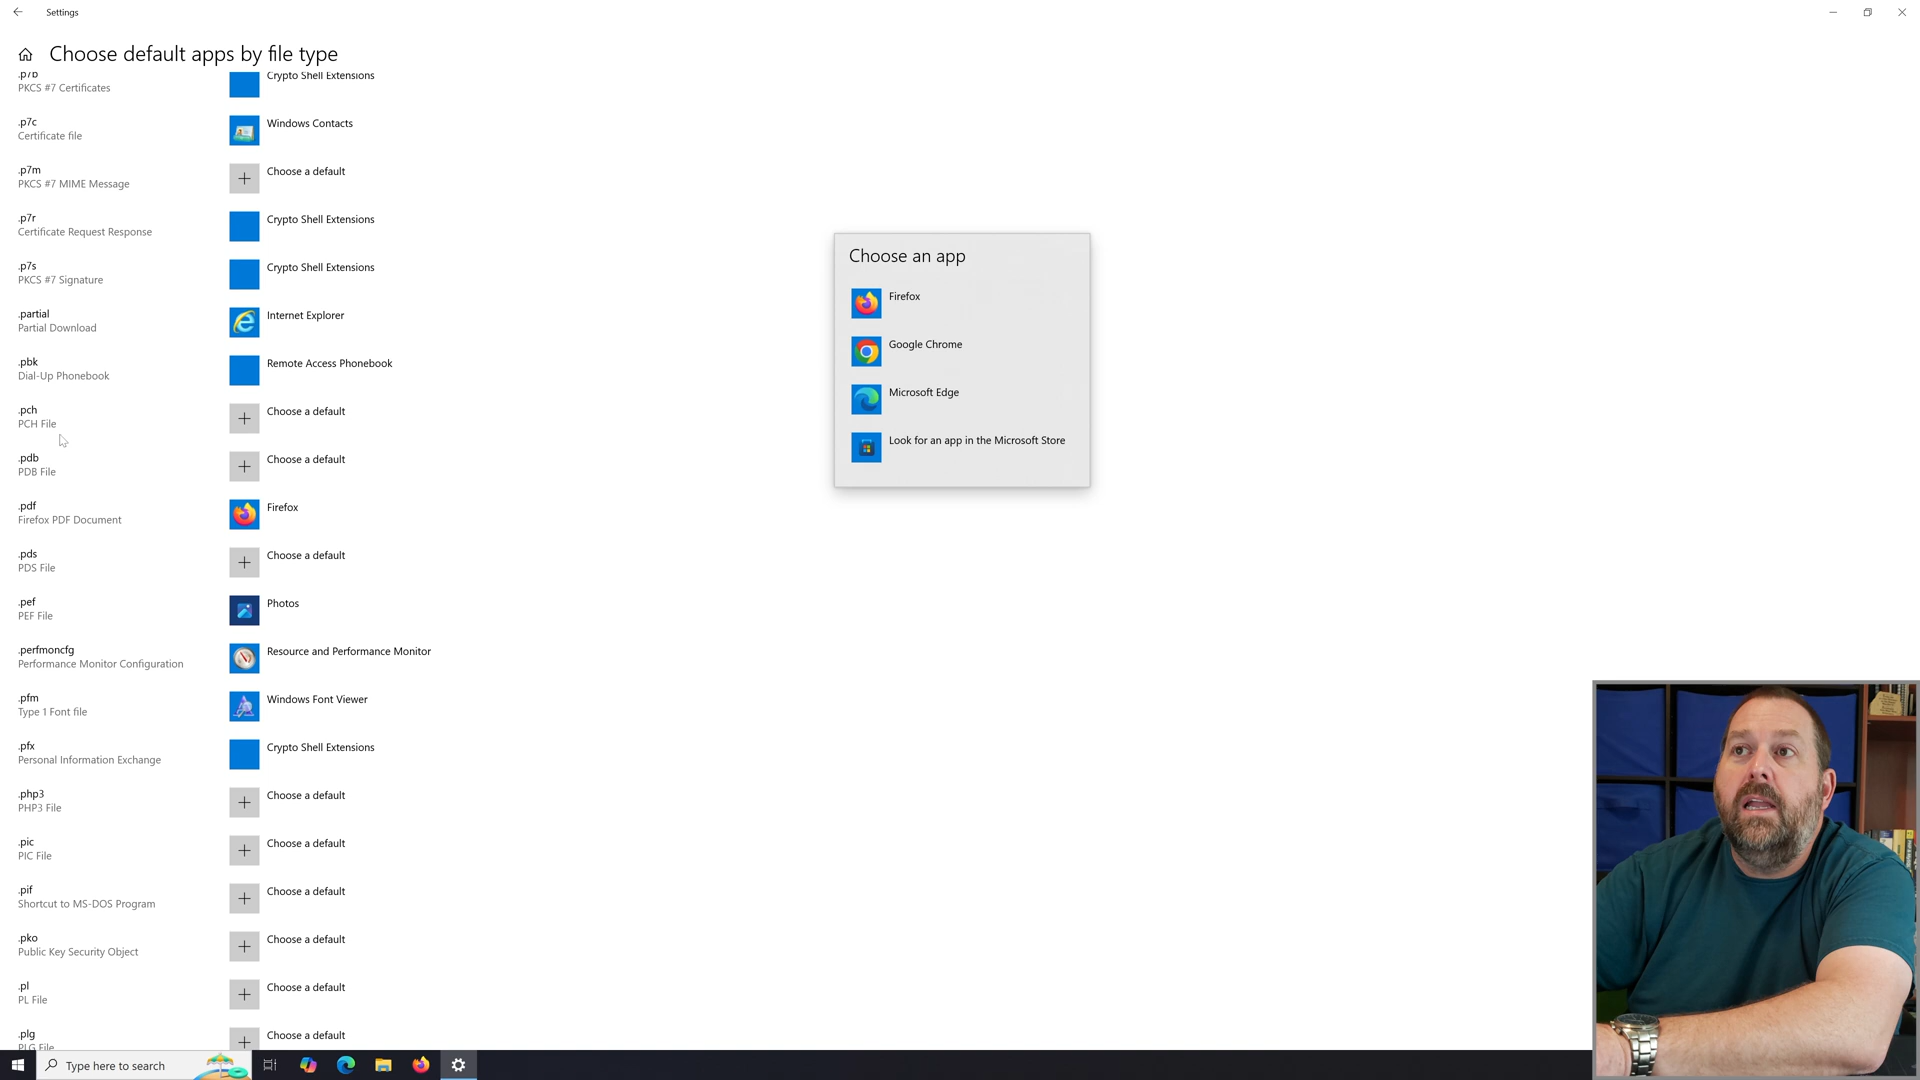 Settings
Choose default apps by file type
.p7b
PKCS #7 Certificates
Crypto Shell Extensions
.p7c
Certificate file
Windows Contacts
.p7m
PKCS #7 MIME Message
Choose a default
.p7r
Certificate Request Response
Crypto Shell Extensions
.p7s
PKCS #7 Signature
Crypto Shell Extensions
.partial
Partial Download
Internet Explorer
.pbk
Dial-Up Phonebook
Remote Access Phonebook
.pch
PCH File
Choose a default
.pdb
PDB File
Choose a default
.pdf
Firefox PDF Document
Firefox
.pds
PDS File
Choose a default
.pef
PEF File
Photos
.perfmoncfg
Performance Monitor Configuration
Resource and Performance Monitor
.pfm
Type 1 Font file
Windows Font Viewer
.pfx
Personal Information Exchange
Crypto Shell Extensions
.php3
PHP3 File
Choose a default
.pic
PIC File
Choose a default
.pif
Shortcut to MS-DOS Program
Choose a default
.pko
Public Key Security Object
Choose a default
.pl
PL File
Choose a default
.plg
PLG File
Choose a default
Choose an app
Firefox
Google Chrome
Microsoft Edge
Look for an app in the Microsoft Store
Type here to search